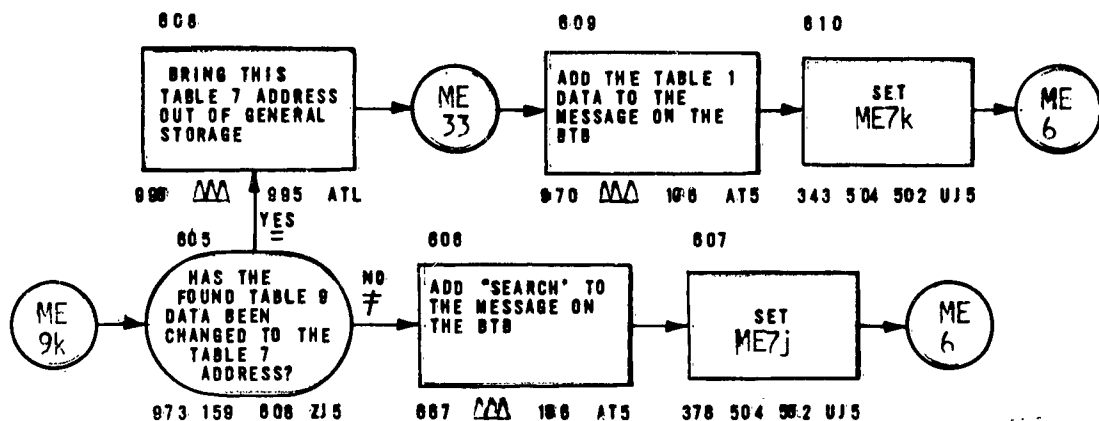 608
BRING THIS
TABLE 7 ADDRESS
OUT OF GENERAL
STORAGE
995 ATL
ME
33
609
ADD THE TABLE 1
DATA TO THE
MESSAGE ON THE
BTB
970 AT5
610
SET
ME7k
343 504 502 UJ5
ME
6
YES
=
ME
9k
605
HAS THE
FOUND TABLE 9
DATA BEEN
CHANGED TO THE
TABLE 7
ADDRESS?
973 159 608 ZJ5
NO
≠
606
ADD "SEARCH" TO
THE MESSAGE ON
THE BTB
667 AT5
607
SET
ME7j
378 504 UJ5
ME
6